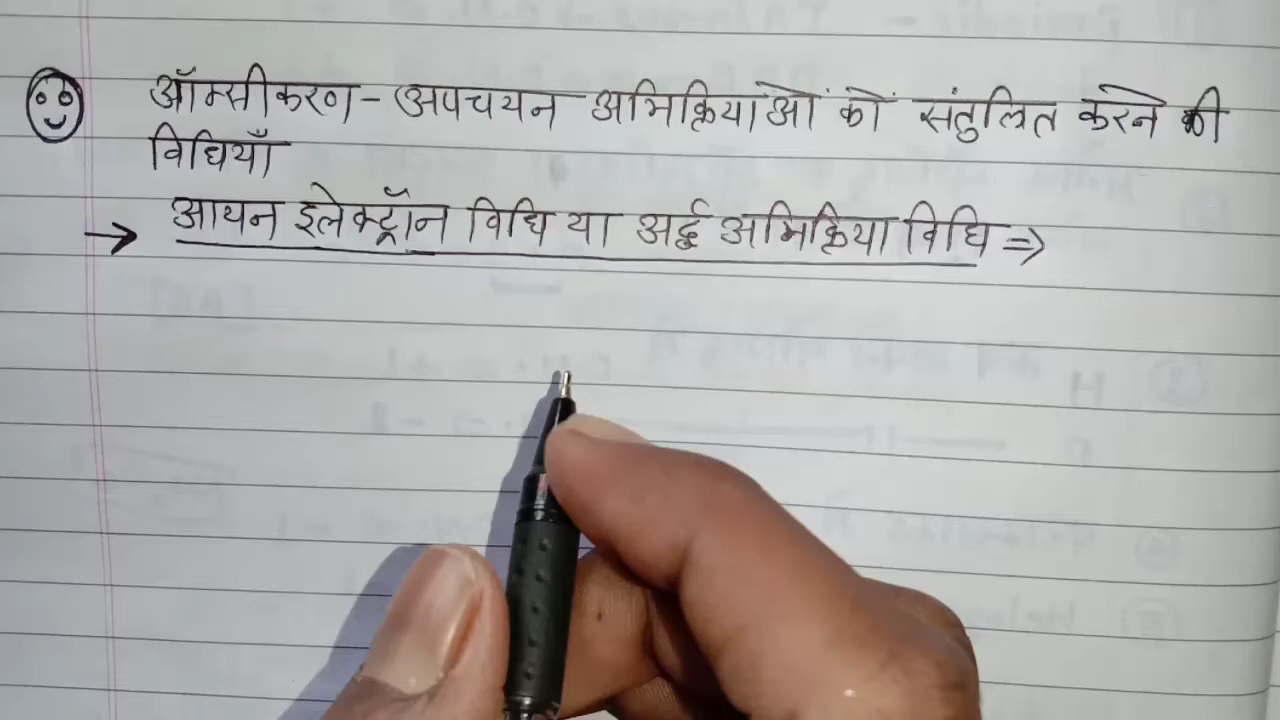 ऑक्सीकरण - अपचयन अभिक्रियाओं को संतुलित करने की
विधियाँ
→ आयन इलेक्ट्रॉन विधि या अर्द्ध अभिक्रिया विधि ⇒